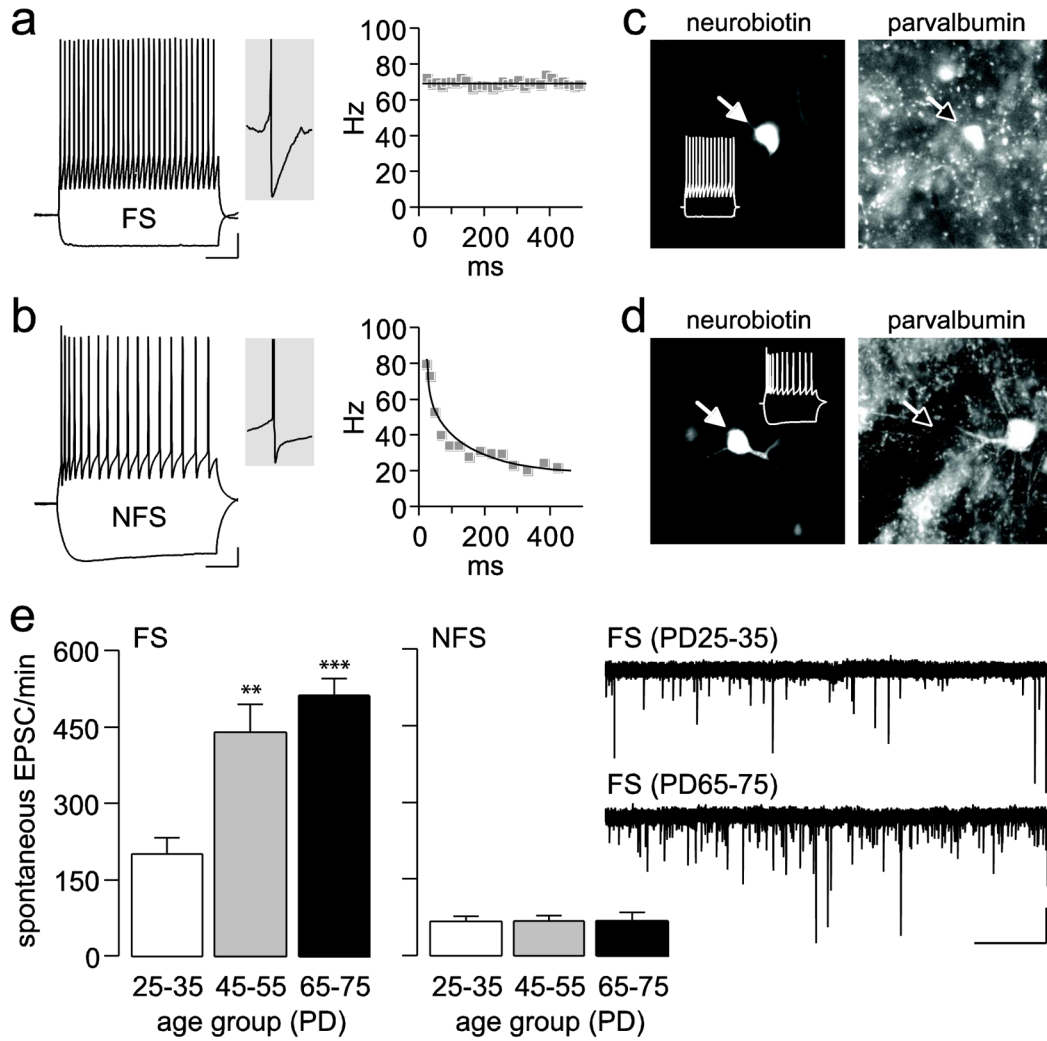 a
FS
Hz
100
80
60
40
20
0
0 200 400
ms
b
NFS
Hz
100
80
60
40
20
0
0 200 400
ms
c
neurobiotin parvalbumin
d
neurobiotin parvalbumin
e
FS
spontaneous EPSC/min
600
450
300
150
0
** ***
25-35 45-55 65-75
age group (PD)
NFS
25-35 45-55 65-75
age group (PD)
FS (PD25-35)
FS (PD65-75)